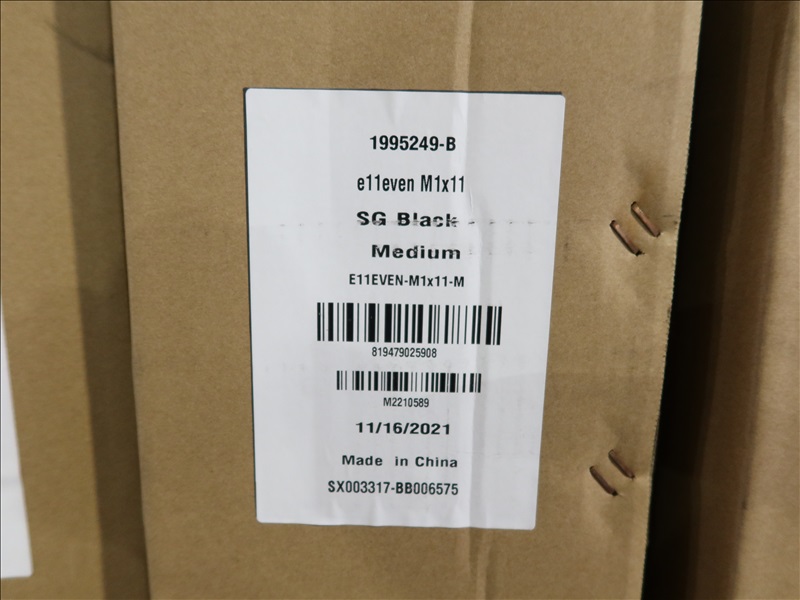 1995249-B
e11even M1x11
SG Black
Medium
E11EVEN-M1x11-M
819479025908
M2210589
11/16/2021
Made in China
SX003317-BB006575